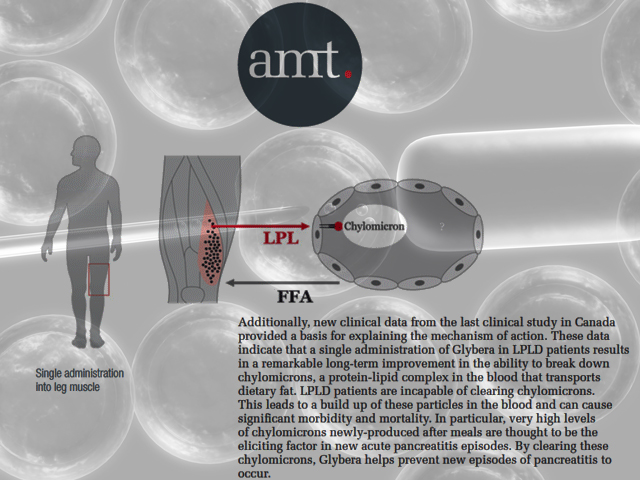 amt.
LPL
Chylomicron
?
FFA
Single administration
into leg muscle
Additionally, new clinical data from the last clinical study in Canada
provided a basis for explaining the mechanism of action. These data
indicate that a single administration of Glybera in LPLD patients results
in a remarkable long-term improvement in the ability to break down
chylomicrons, a protein-lipid complex in the blood that transports
dietary fat. LPLD patients are incapable of clearing chylomicrons.
This leads to a build up of these particles in the blood and can cause
significant morbidity and mortality. In particular, very high levels
of chylomicrons newly-produced after meals are thought to be the
eliciting factor in new acute pancreatitis episodes. By clearing these
chylomicrons, Glybera helps prevent new episodes of pancreatitis to
occur.